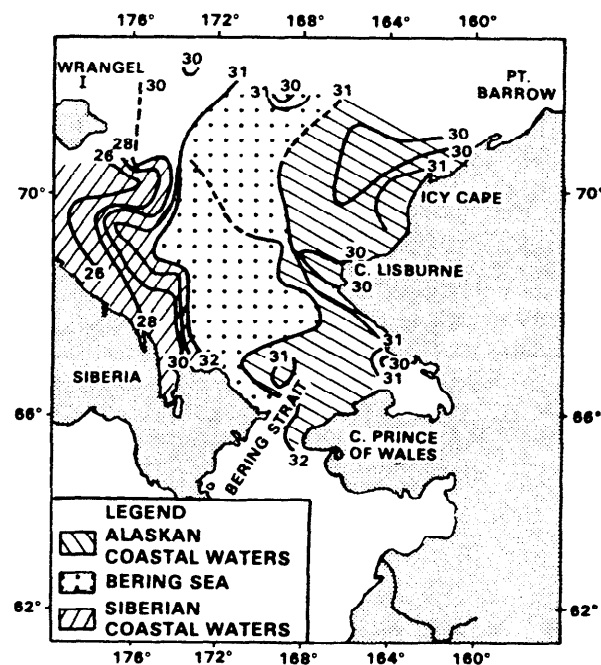 176° 172° 168° 164° 160°
WRANGEL
I
30
30
31
31
30
31
PT.
BARROW
28
26
30
30
31
70°
70°
ICY CAPE
30
C. LISBURNE
30
26
28
30
32
31
31
30
31
SIBERIA
66°
66°
BERING STRAIT
C. PRINCE
OF WALES
32
LEGEND
ALASKAN
COASTAL WATERS
BERING SEA
SIBERIAN
COASTAL WATERS
62°
62°
176° 172° 168° 164° 160°